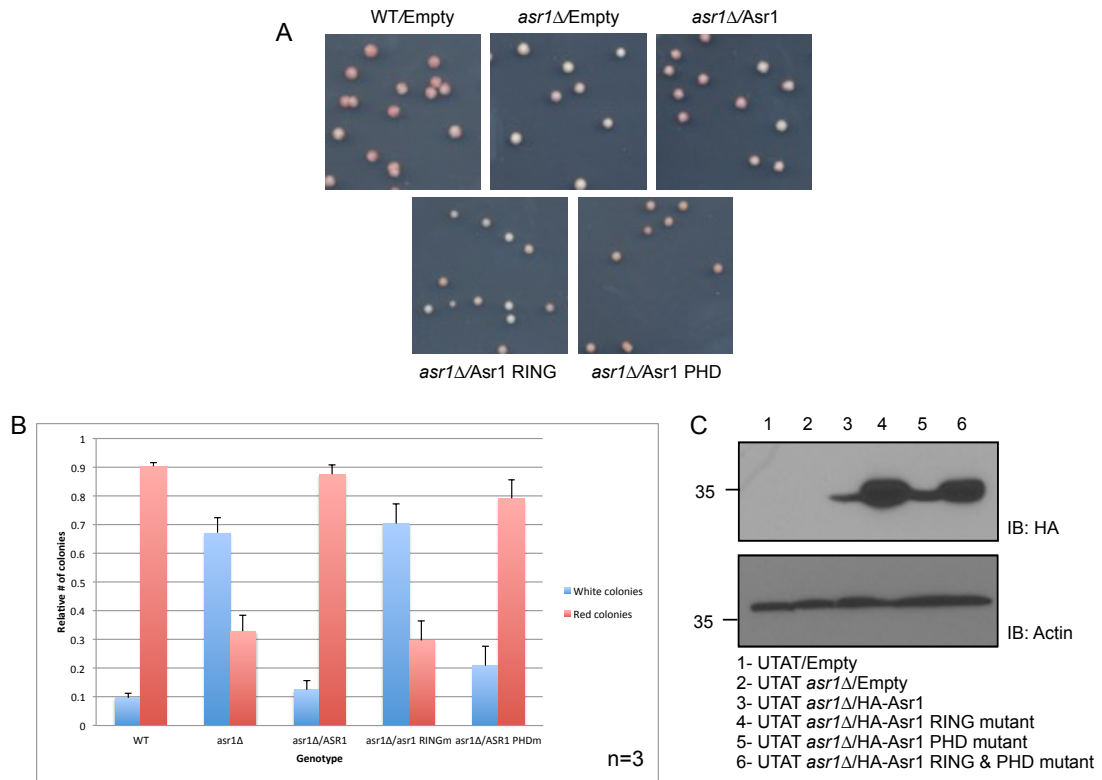 A
WT/Empty
asr1Δ/Empty
asr1Δ/Asr1
asr1Δ/Asr1 RING
asr1Δ/Asr1 PHD
B
Relative # of colonies
1
0.9
0.8
0.7
0.6
0.5
0.4
0.3
0.2
0.1
0
WT
asr1Δ
asr1Δ/ASR1
asr1Δ/asr1 RINGm
asr1Δ/ASR1 PHDm
Genotype
White colonies
Red colonies
n=3
C
1 2 3 4 5 6
35
IB: HA
35
IB: Actin
1- UTAT/Empty
2- UTAT asr1Δ/Empty
3- UTAT asr1Δ/HA-Asr1
4- UTAT asr1Δ/HA-Asr1 RING mutant
5- UTAT asr1Δ/HA-Asr1 PHD mutant
6- UTAT asr1Δ/HA-Asr1 RING & PHD mutant